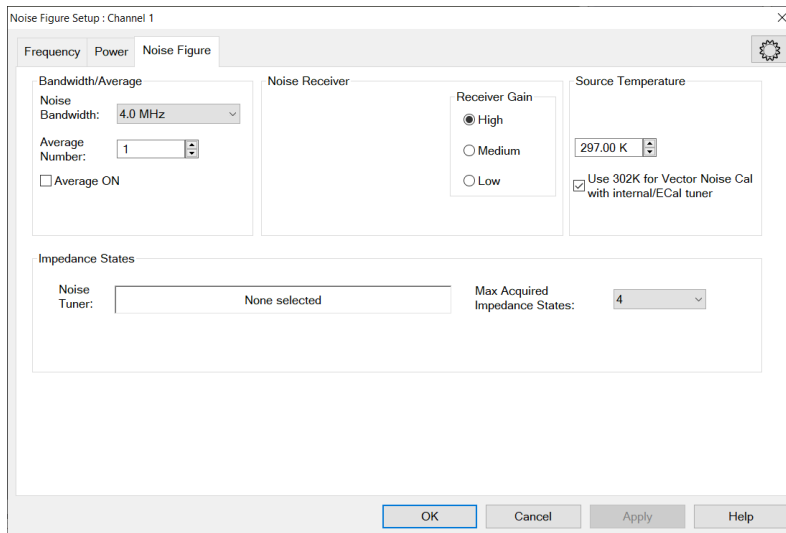 Noise Figure Setup : Channel 1
Frequency
Power
Noise Figure
Bandwidth/Average
Noise
Bandwidth:
4.0 MHz
Average
Number:
1
Average ON
Noise Receiver
Receiver Gain
High
Medium
Low
Source Temperature
297.00 K
Use 302K for Vector Noise Cal
with internal/ECal tuner
Impedance States
Noise
Tuner:
None selected
Max Acquired
Impedance States:
4
OK
Cancel
Apply
Help